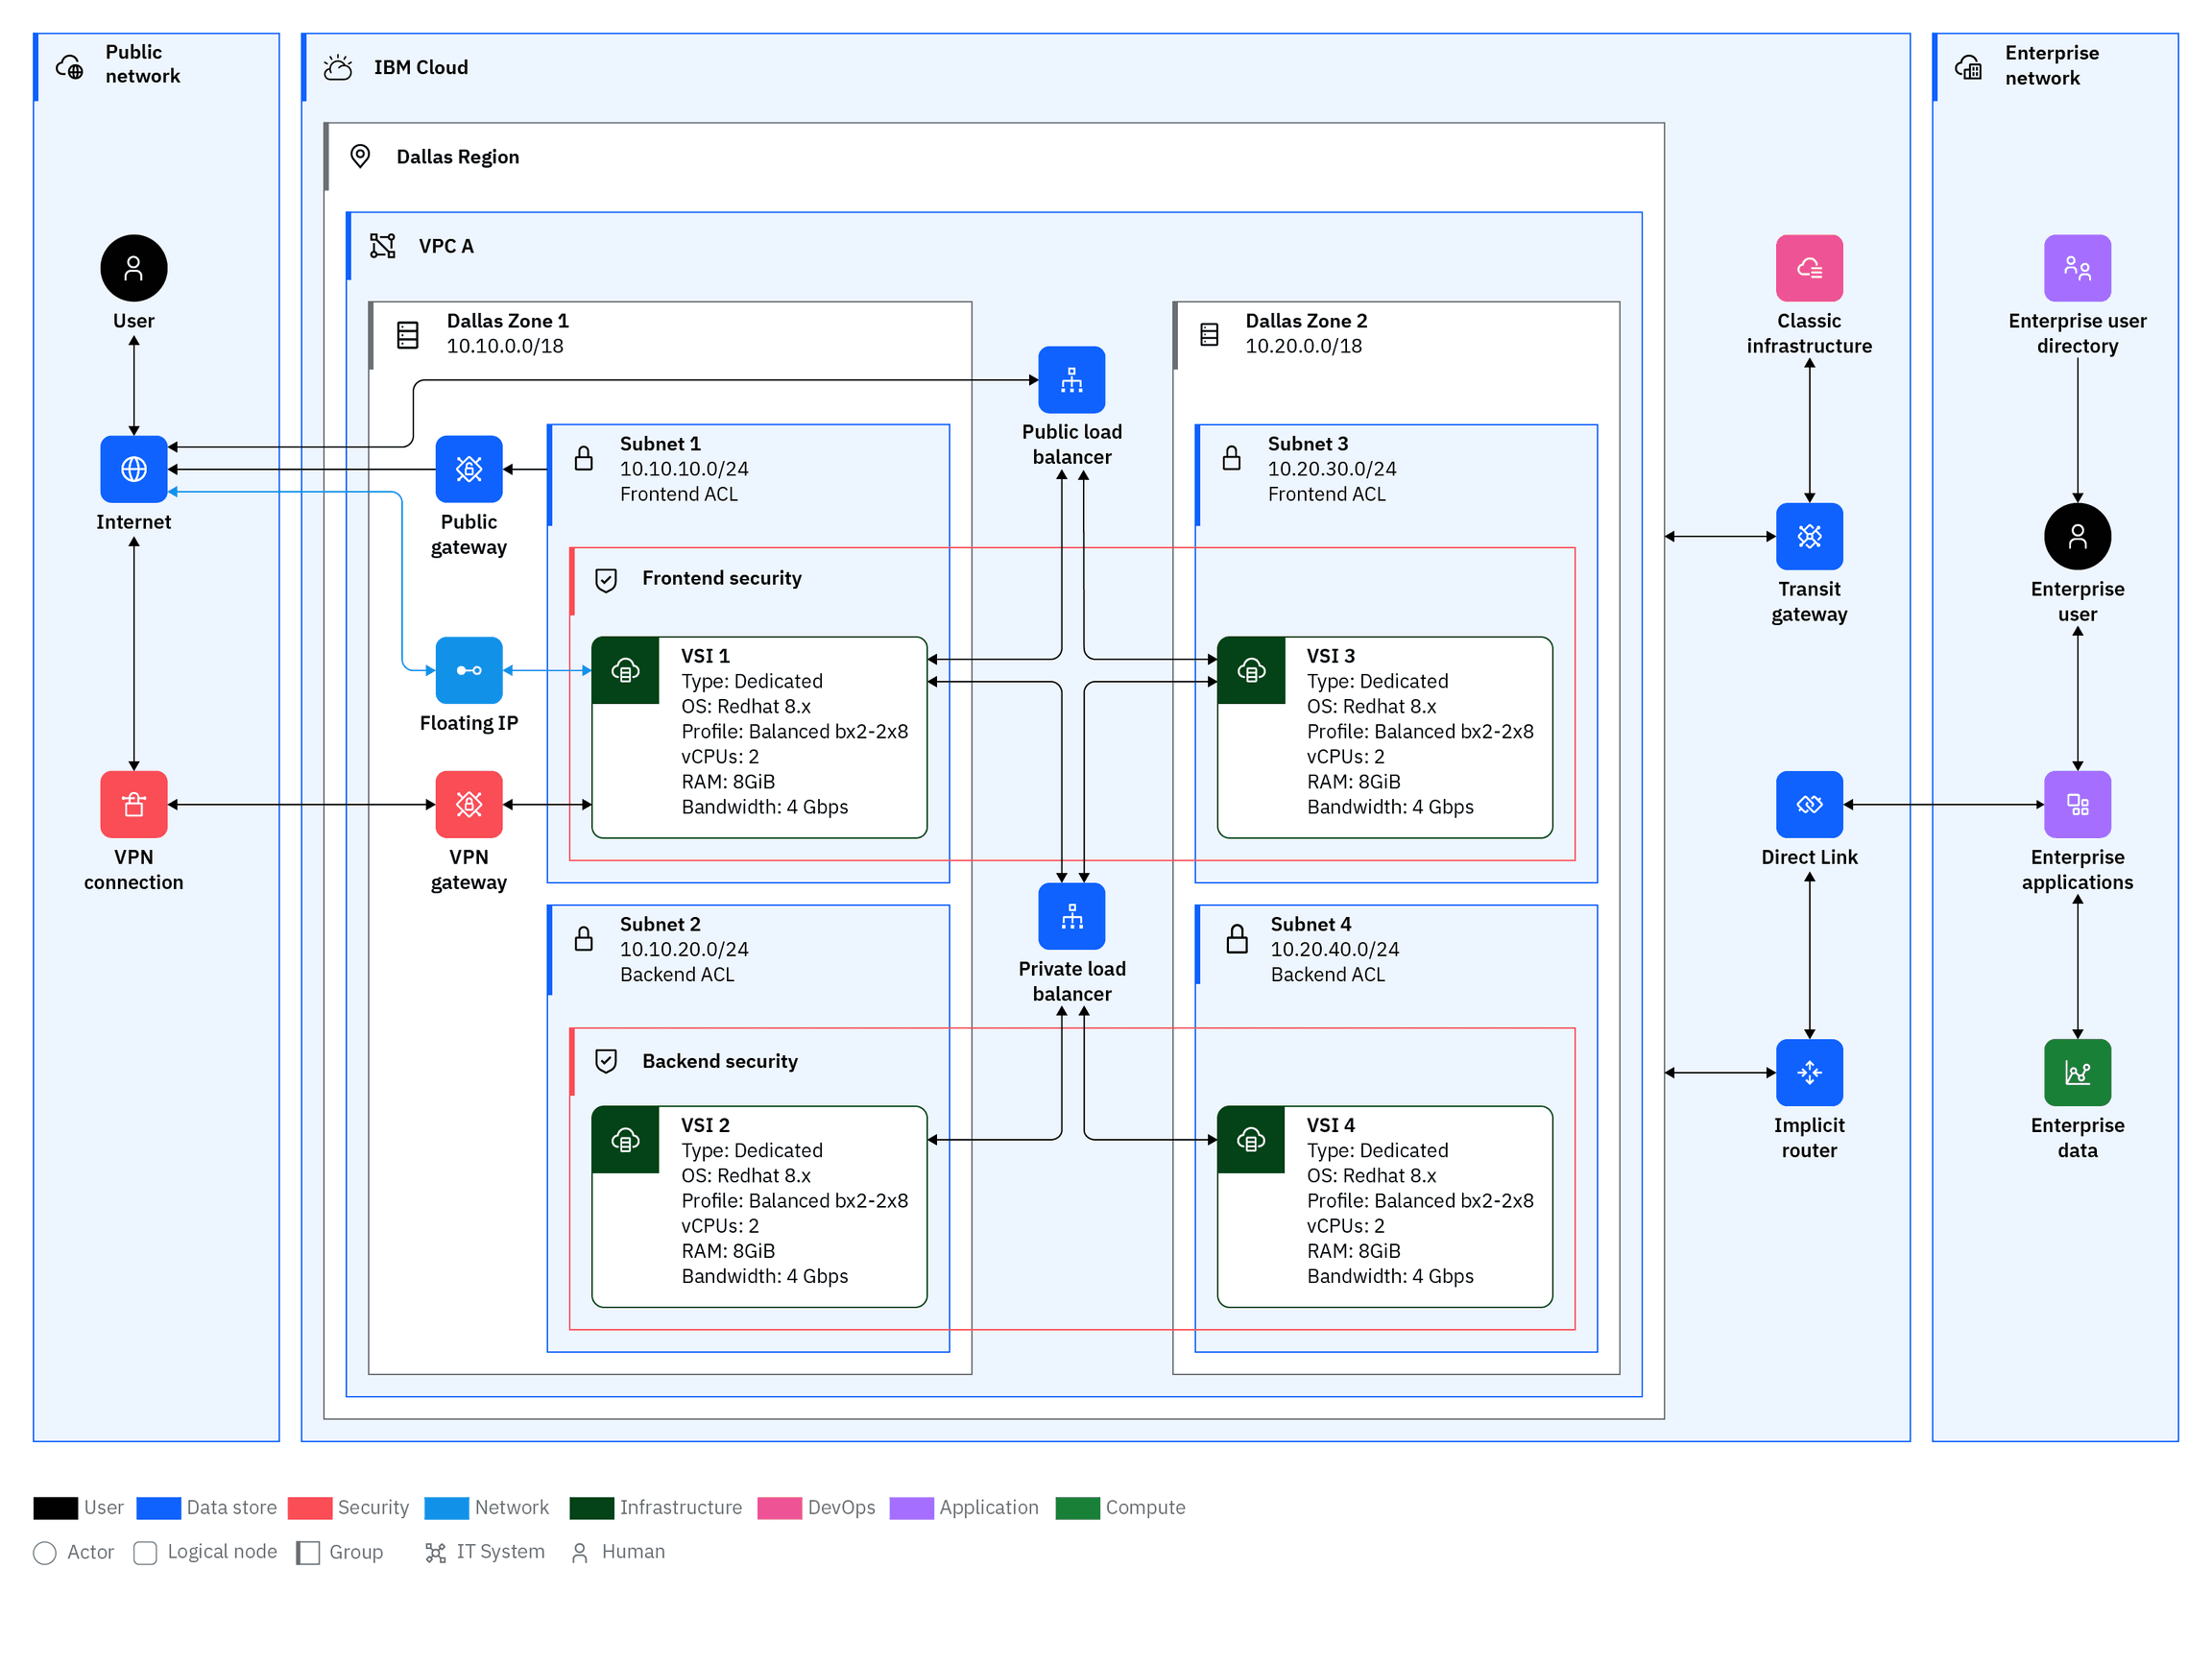 Public
network
User
Internet
VPN
connection
IBM Cloud
Dallas Region
VPC A
Dallas Zone 1
10.10.0.0/18
Public
gateway
Floating IP
VPN
gateway
Subnet 1
10.10.10.0/24
Frontend ACL
Frontend security
VSI 1
Type: Dedicated
OS: Redhat 8.x
Profile: Balanced bx2-2x8
vCPUs: 2
RAM: 8GiB
Bandwidth: 4 Gbps
Subnet 2
10.10.20.0/24
Backend ACL
Backend security
VSI 2
Type: Dedicated
OS: Redhat 8.x
Profile: Balanced bx2-2x8
vCPUs: 2
RAM: 8GiB
Bandwidth: 4 Gbps
Public load
balancer
Private load
balancer
Dallas Zone 2
10.20.0.0/18
Subnet 3
10.20.30.0/24
Frontend ACL
VSI 3
Type: Dedicated
OS: Redhat 8.x
Profile: Balanced bx2-2x8
vCPUs: 2
RAM: 8GiB
Bandwidth: 4 Gbps
Subnet 4
10.20.40.0/24
Backend ACL
VSI 4
Type: Dedicated
OS: Redhat 8.x
Profile: Balanced bx2-2x8
vCPUs: 2
RAM: 8GiB
Bandwidth: 4 Gbps
Classic
infrastructure
Transit
gateway
Direct Link
Implicit
router
Enterprise
network
Enterprise user
directory
Enterprise
user
Enterprise
applications
Enterprise
data
User Data store Security Network Infrastructure DevOps Application Compute
Actor Logical node Group IT System Human